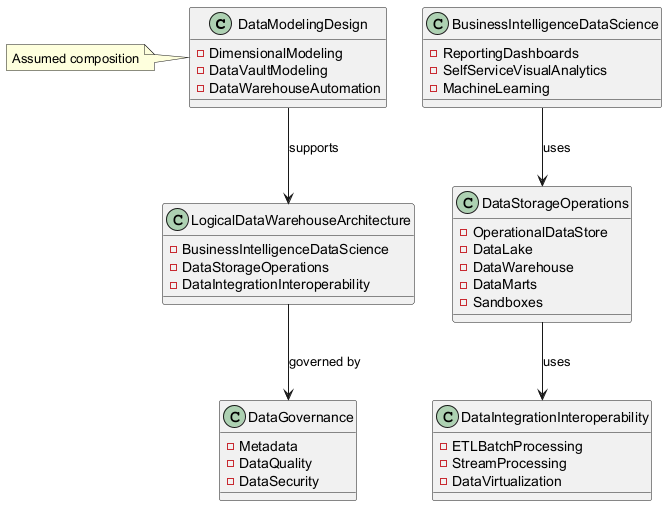 C DataModelingDesign
DimensionalModeling
DataVaultModeling
DataWarehouseAutomation
Assumed composition
C BusinessIntelligenceDataScience
ReportingDashboards
SelfServiceVisualAnalytics
MachineLearning
supports
uses
C LogicalDataWarehouseArchitecture
BusinessIntelligenceDataScience
DataStorageOperations
DataIntegrationInteroperability
C DataStorageOperations
OperationalDataStore
DataLake
DataWarehouse
DataMarts
Sandboxes
governed by
uses
C DataGovernance
Metadata
DataQuality
DataSecurity
C DataIntegrationInteroperability
ETLBatchProcessing
StreamProcessing
DataVirtualization